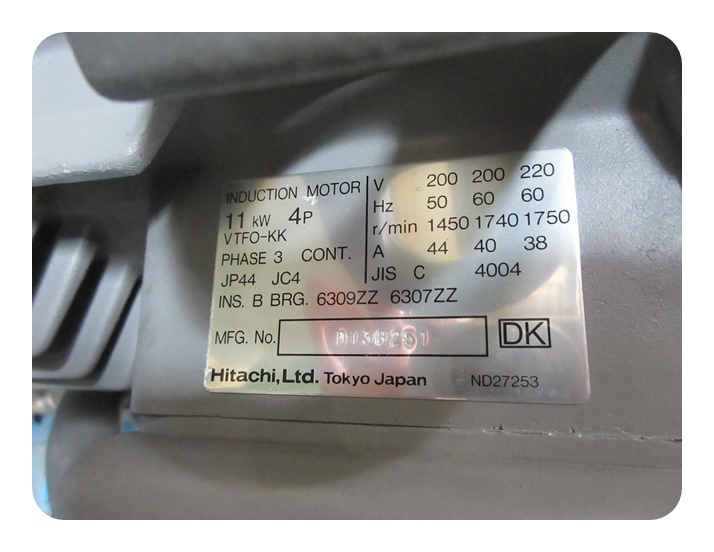 INDUCTION MOTOR
11 kW 4P
VTFO-KK
PHASE 3 CONT.
JP44 JC4
V 200 200 220
Hz 50 60 60
r/min 1450 1740 1750
A 44 40 38
JIS C 4004
INS. B BRG. 6309ZZ 6307ZZ
MFG. No. DK
Hitachi, Ltd. Tokyo Japan ND27253